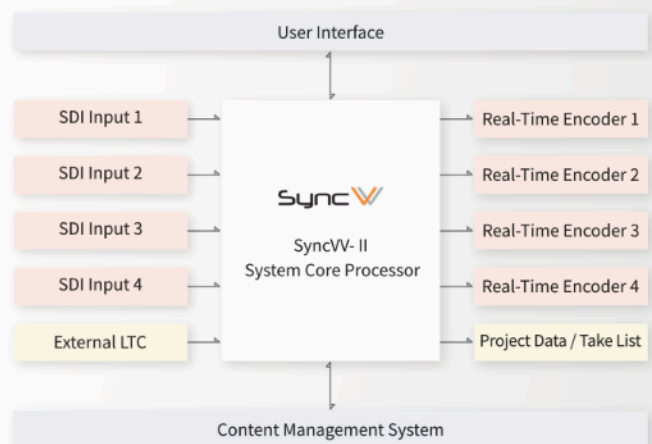 User Interface
SDI Input 1
SDI Input 2
SDI Input 3
SDI Input 4
External LTC
Sync VV
SyncVV- II
System Core Processor
Real-Time Encoder 1
Real-Time Encoder 2
Real-Time Encoder 3
Real-Time Encoder 4
Project Data / Take List
Content Management System